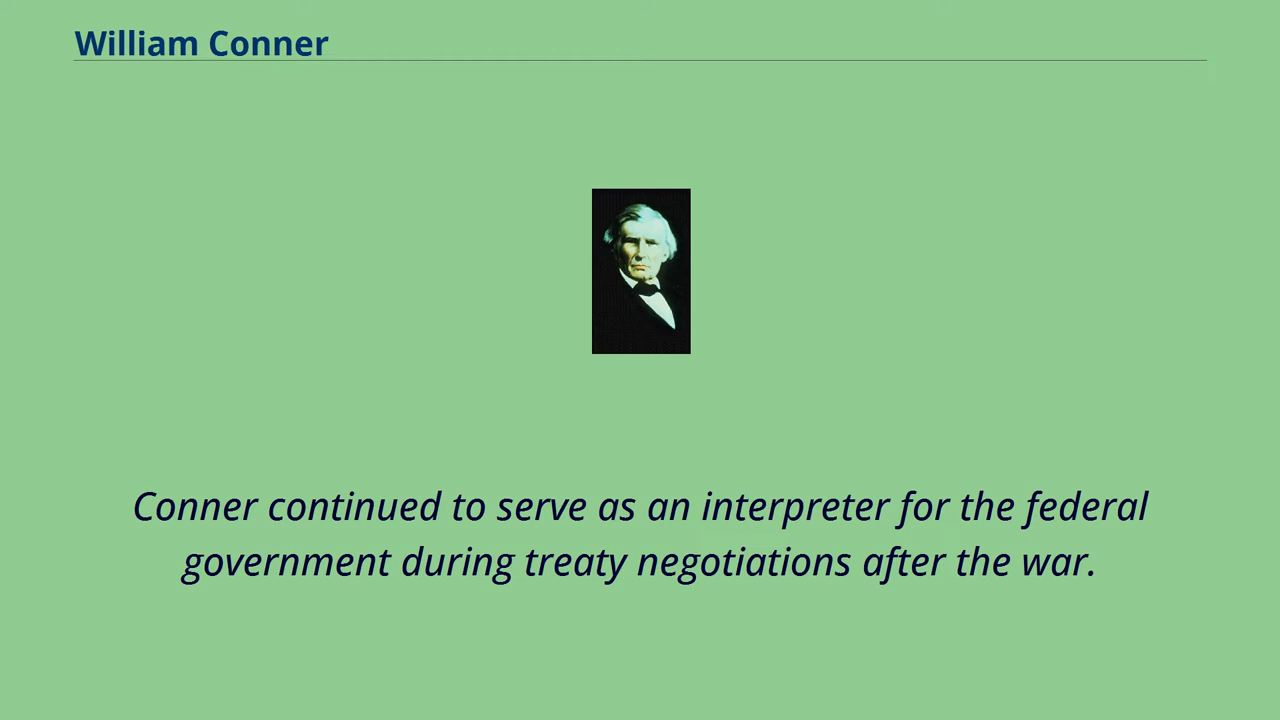 William Conner
Conner continued to serve as an interpreter for the federal
government during treaty negotiations after the war.